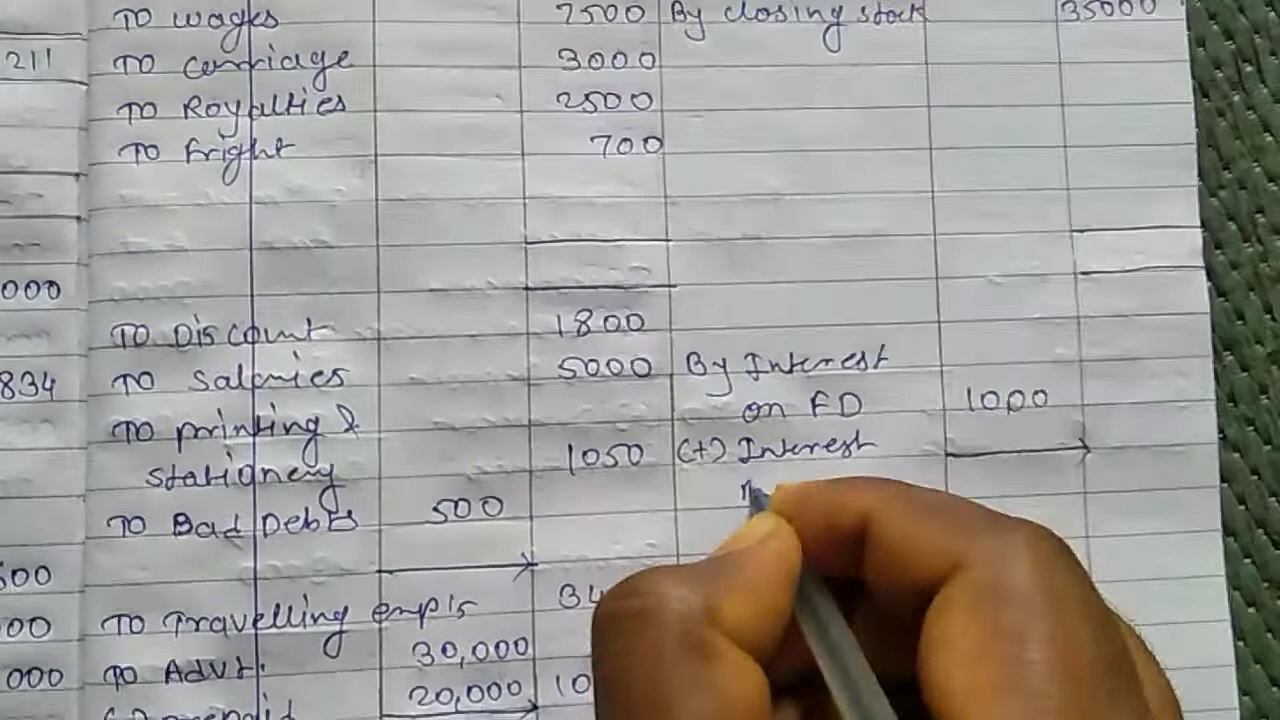 To wages 7500 By closing stock 35000
211 To carriage 3000
To Royalties 2500
To fright 700
000
To Discount 1800
834 To salaries 5000 By Interest
on FD 1000
To printing &
stationery 1050 (+) Interest
To Bad Debts 500
500
00 To Travelling emp/s
30,000
000 To Advt.
20,000 10